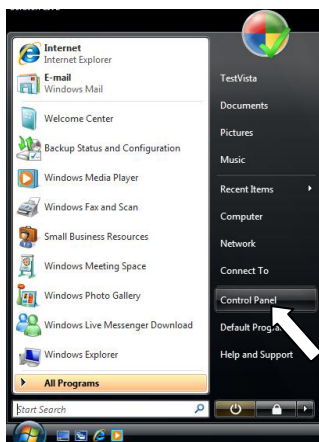 Internet
Internet Explorer
E-mail
Windows Mail
Welcome Center
Backup Status and Configuration
Windows Media Player
Windows Fax and Scan
Small Business Resources
Windows Meeting Space
Windows Photo Gallery
Windows Live Messenger Download
Windows Explorer
All Programs
Start Search
TestVista
Documents
Pictures
Music
Recent Items
Computer
Network
Connect To
Control Panel
Default
Help and Support